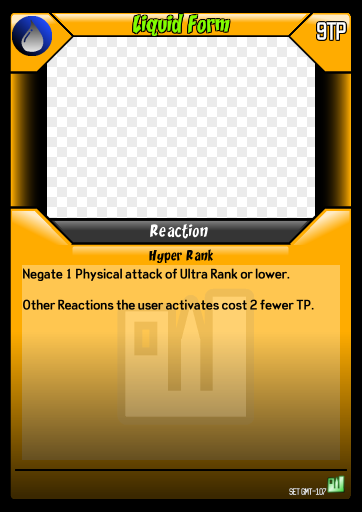 Liquid Form
9TP
Reaction
Hyper Rank
Negate 1 Physical attack of Ultra Rank or lower.
Other Reactions the user activates cost 2 fewer TP.
SET GMT-107